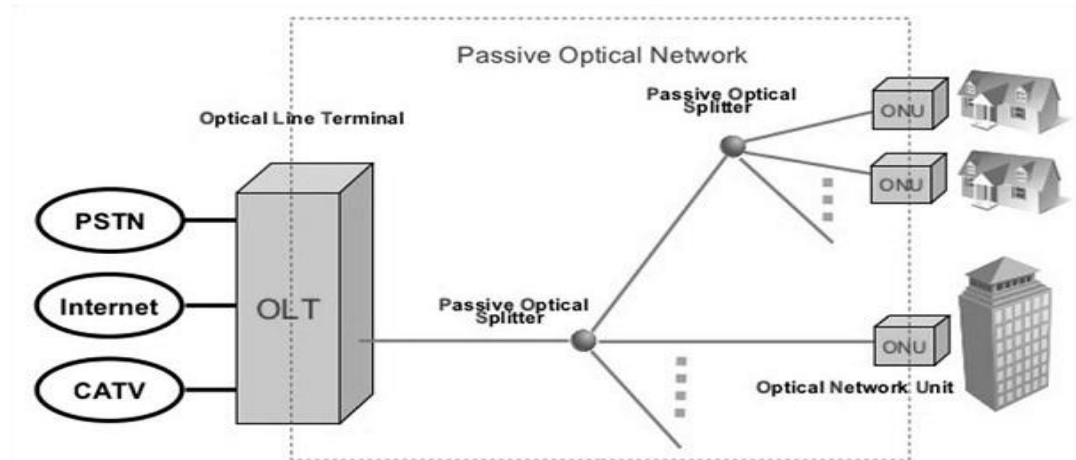 Passive Optical Network
Passive Optical
Splitter
ONU
Optical Line Terminal
ONU
PSTN
Internet
OLT
Passive Optical
Splitter
ONU
CATV
Optical Network Unit